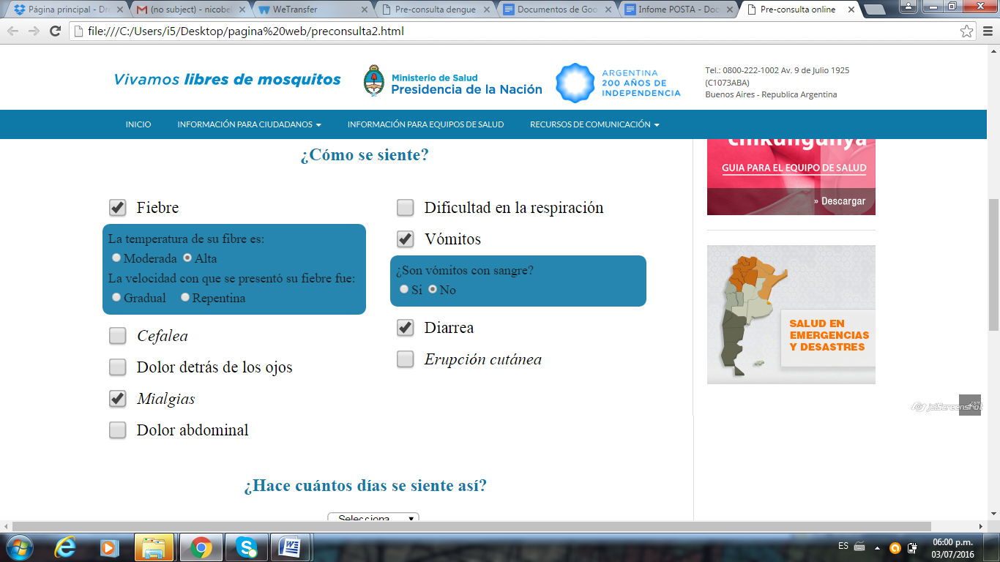 Página principal - Dr
(no subject) - nicobel
WeTransfer
Pre-consulta dengue
Documentos de Goo
Infome POSTA - Doc
Pre-consulta online
file:///C:/Users/i5/Desktop/pagina%20web/preconsulta2.html
Vivamos libres de mosquitos
Ministerio de Salud
Presidencia de la Nación
ARGENTINA
200 AÑOS DE
INDEPENDENCIA
Tel.: 0800-222-1002 Av. 9 de Julio 1925
(C1073ABA)
Buenos Aires - Republica Argentina
INICIO
INFORMACIÓN PARA CIUDADANOS
INFORMACIÓN PARA EQUIPOS DE SALUD
RECURSOS DE COMUNICACIÓN
¿Cómo se siente?
Fiebre
La temperatura de su fibre es:
Moderada Alta
La velocidad con que se presentó su fiebre fue:
Gradual Repentina
Cefalea
Dolor detrás de los ojos
Mialgias
Dolor abdominal
Dificultad en la respiración
Vómitos
¿Son vómitos con sangre?
Si No
Diarrea
Erupción cutánea
¿Hace cuántos días se siente así?
Selecciona
chikungunya
GUIA PARA EL EQUIPO DE SALUD
» Descargar
SALUD EN
EMERGENCIAS
Y DESASTRES
jetScreenshot
.com
ES
06:00 p.m.
03/07/2016